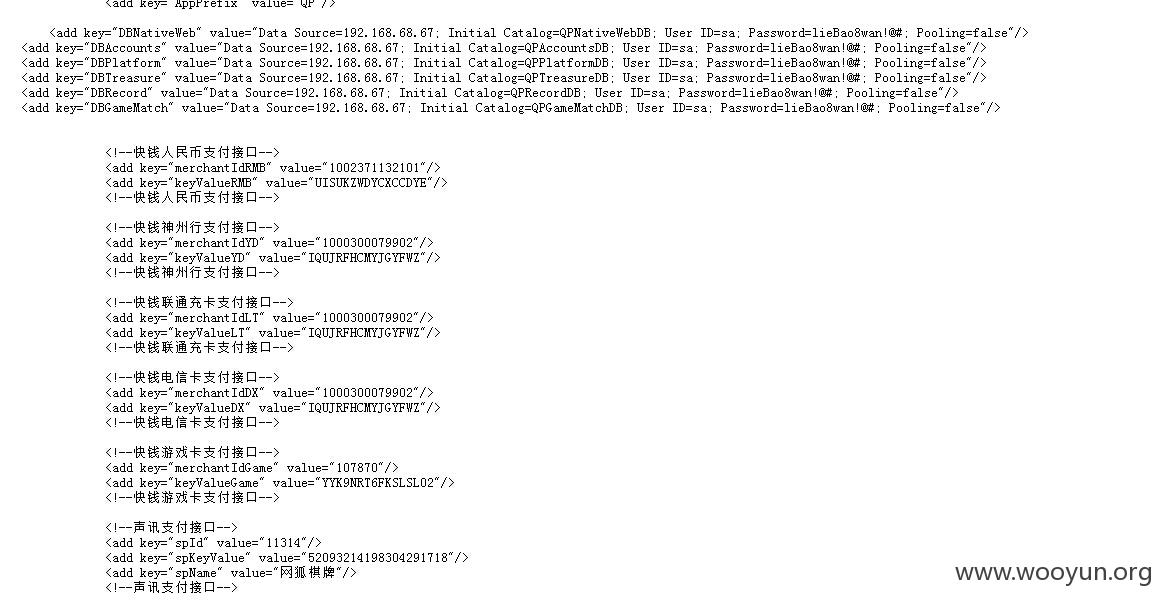 <add key="AppPrefix" value="QP"/>
<add key="DBNativeWeb" value="Data Source=192.168.68.67; Initial Catalog=QPNativeWebDB; User ID=sa; Password=lieBao8wan!@#; Pooling=false"/>
<add key="DBAccounts" value="Data Source=192.168.68.67; Initial Catalog=QPAccountsDB; User ID=sa; Password=lieBao8wan!@#; Pooling=false"/>
<add key="DBPlatform" value="Data Source=192.168.68.67; Initial Catalog=QPPlatformDB; User ID=sa; Password=lieBao8wan!@#; Pooling=false"/>
<add key="DBTreasure" value="Data Source=192.168.68.67; Initial Catalog=QPTreasureDB; User ID=sa; Password=lieBao8wan!@#; Pooling=false"/>
<add key="DBRecord" value="Data Source=192.168.68.67; Initial Catalog=QPRecordDB; User ID=sa; Password=lieBao8wan!@#; Pooling=false"/>
<add key="DBGameMatch" value="Data Source=192.168.68.67; Initial Catalog=QPGameMatchDB; User ID=sa; Password=lieBao8wan!@#; Pooling=false"/>
<!--快钱人民币支付接口-->
<add key="merchantIdRMB" value="1002371132101"/>
<add key="keyValueRMB" value="UISUKZWDYCXCCDYE"/>
<!--快钱人民币支付接口-->
<!--快钱神州行支付接口-->
<add key="merchantIdYD" value="1000300079902"/>
<add key="keyValueYD" value="IQUJRFHCMYJGYFWZ"/>
<!--快钱神州行支付接口-->
<!--快钱联通充卡支付接口-->
<add key="merchantIdLT" value="1000300079902"/>
<add key="keyValueLT" value="IQUJRFHCMYJGYFWZ"/>
<!--快钱联通充卡支付接口-->
<!--快钱电信卡支付接口-->
<add key="merchantIdDX" value="1000300079902"/>
<add key="keyValueDX" value="IQUJRFHCMYJGYFWZ"/>
<!--快钱电信卡支付接口-->
<!--快钱游戏卡支付接口-->
<add key="merchantIdGame" value="107870"/>
<add key="keyValueGame" value="YYK9NRT6FKSLSL02"/>
<!--快钱游戏卡支付接口-->
<!--声讯支付接口-->
<add key="spId" value="11314"/>
<add key="spKeyValue" value="52093214198304291718"/>
<add key="spName" value="网狐棋牌"/>
<!--声讯支付接口-->
www.wooyun.org